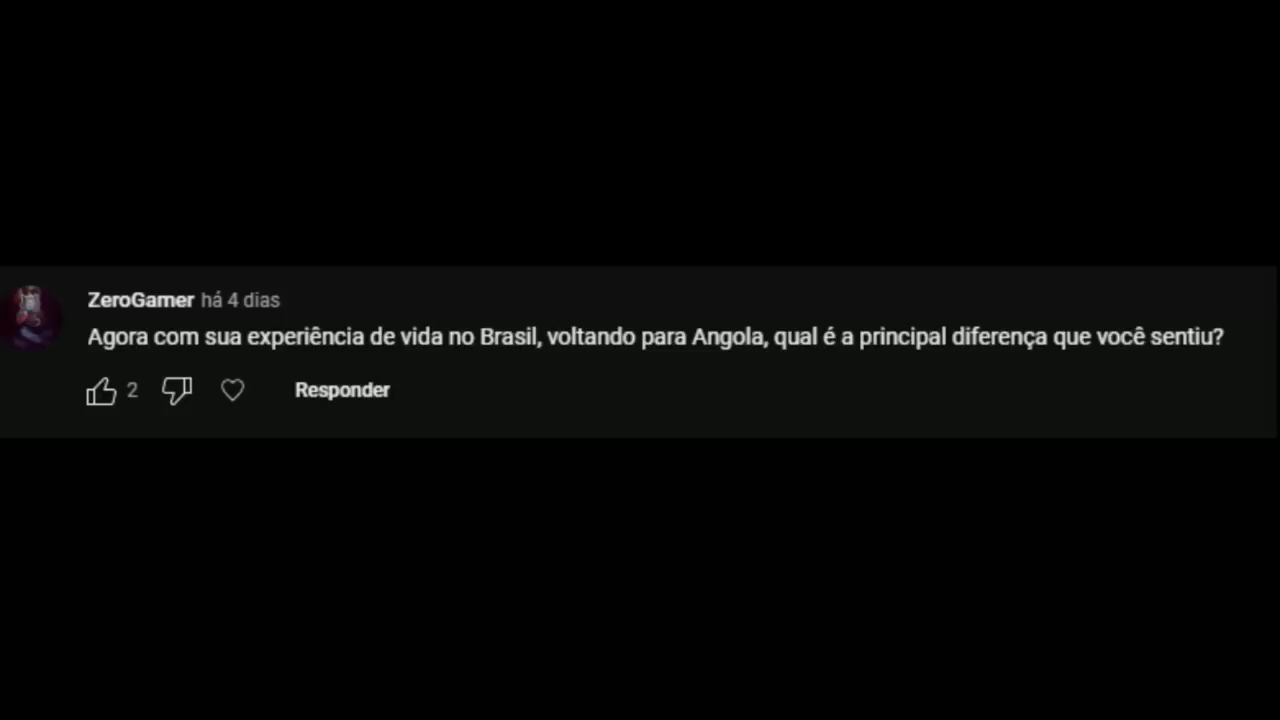 ZeroGamer há 4 dias
Agora com sua experiência de vida no Brasil, voltando para Angola, qual é a principal diferença que você sentiu?
2 Responder